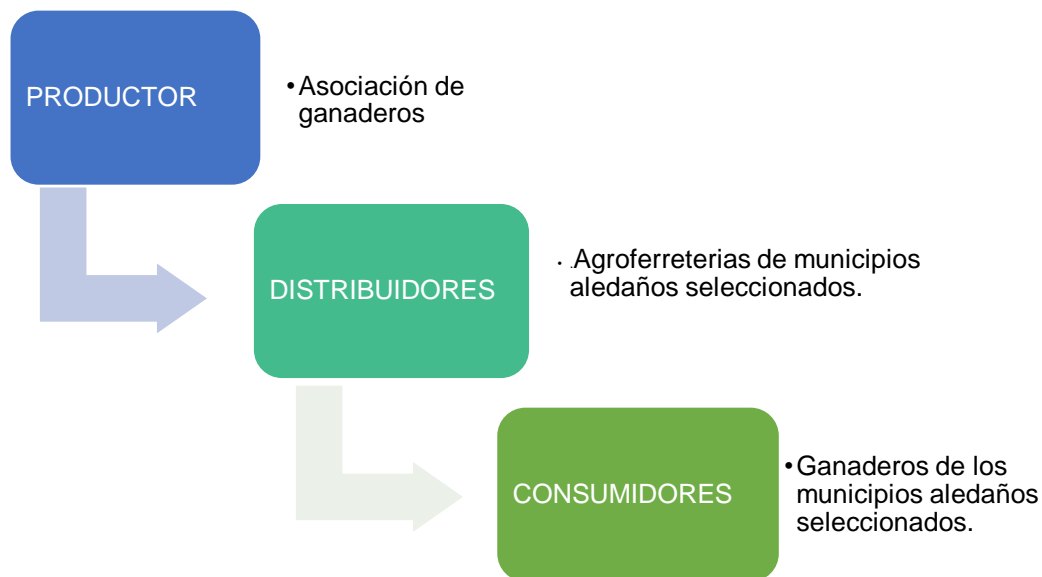 PRODUCTOR
•Asociación de
ganaderos
DISTRIBUIDORES
• .Agroferreterias de municipios
aledaños seleccionados.
CONSUMIDORES
•Ganaderos de los
municipios aledaños
seleccionados.